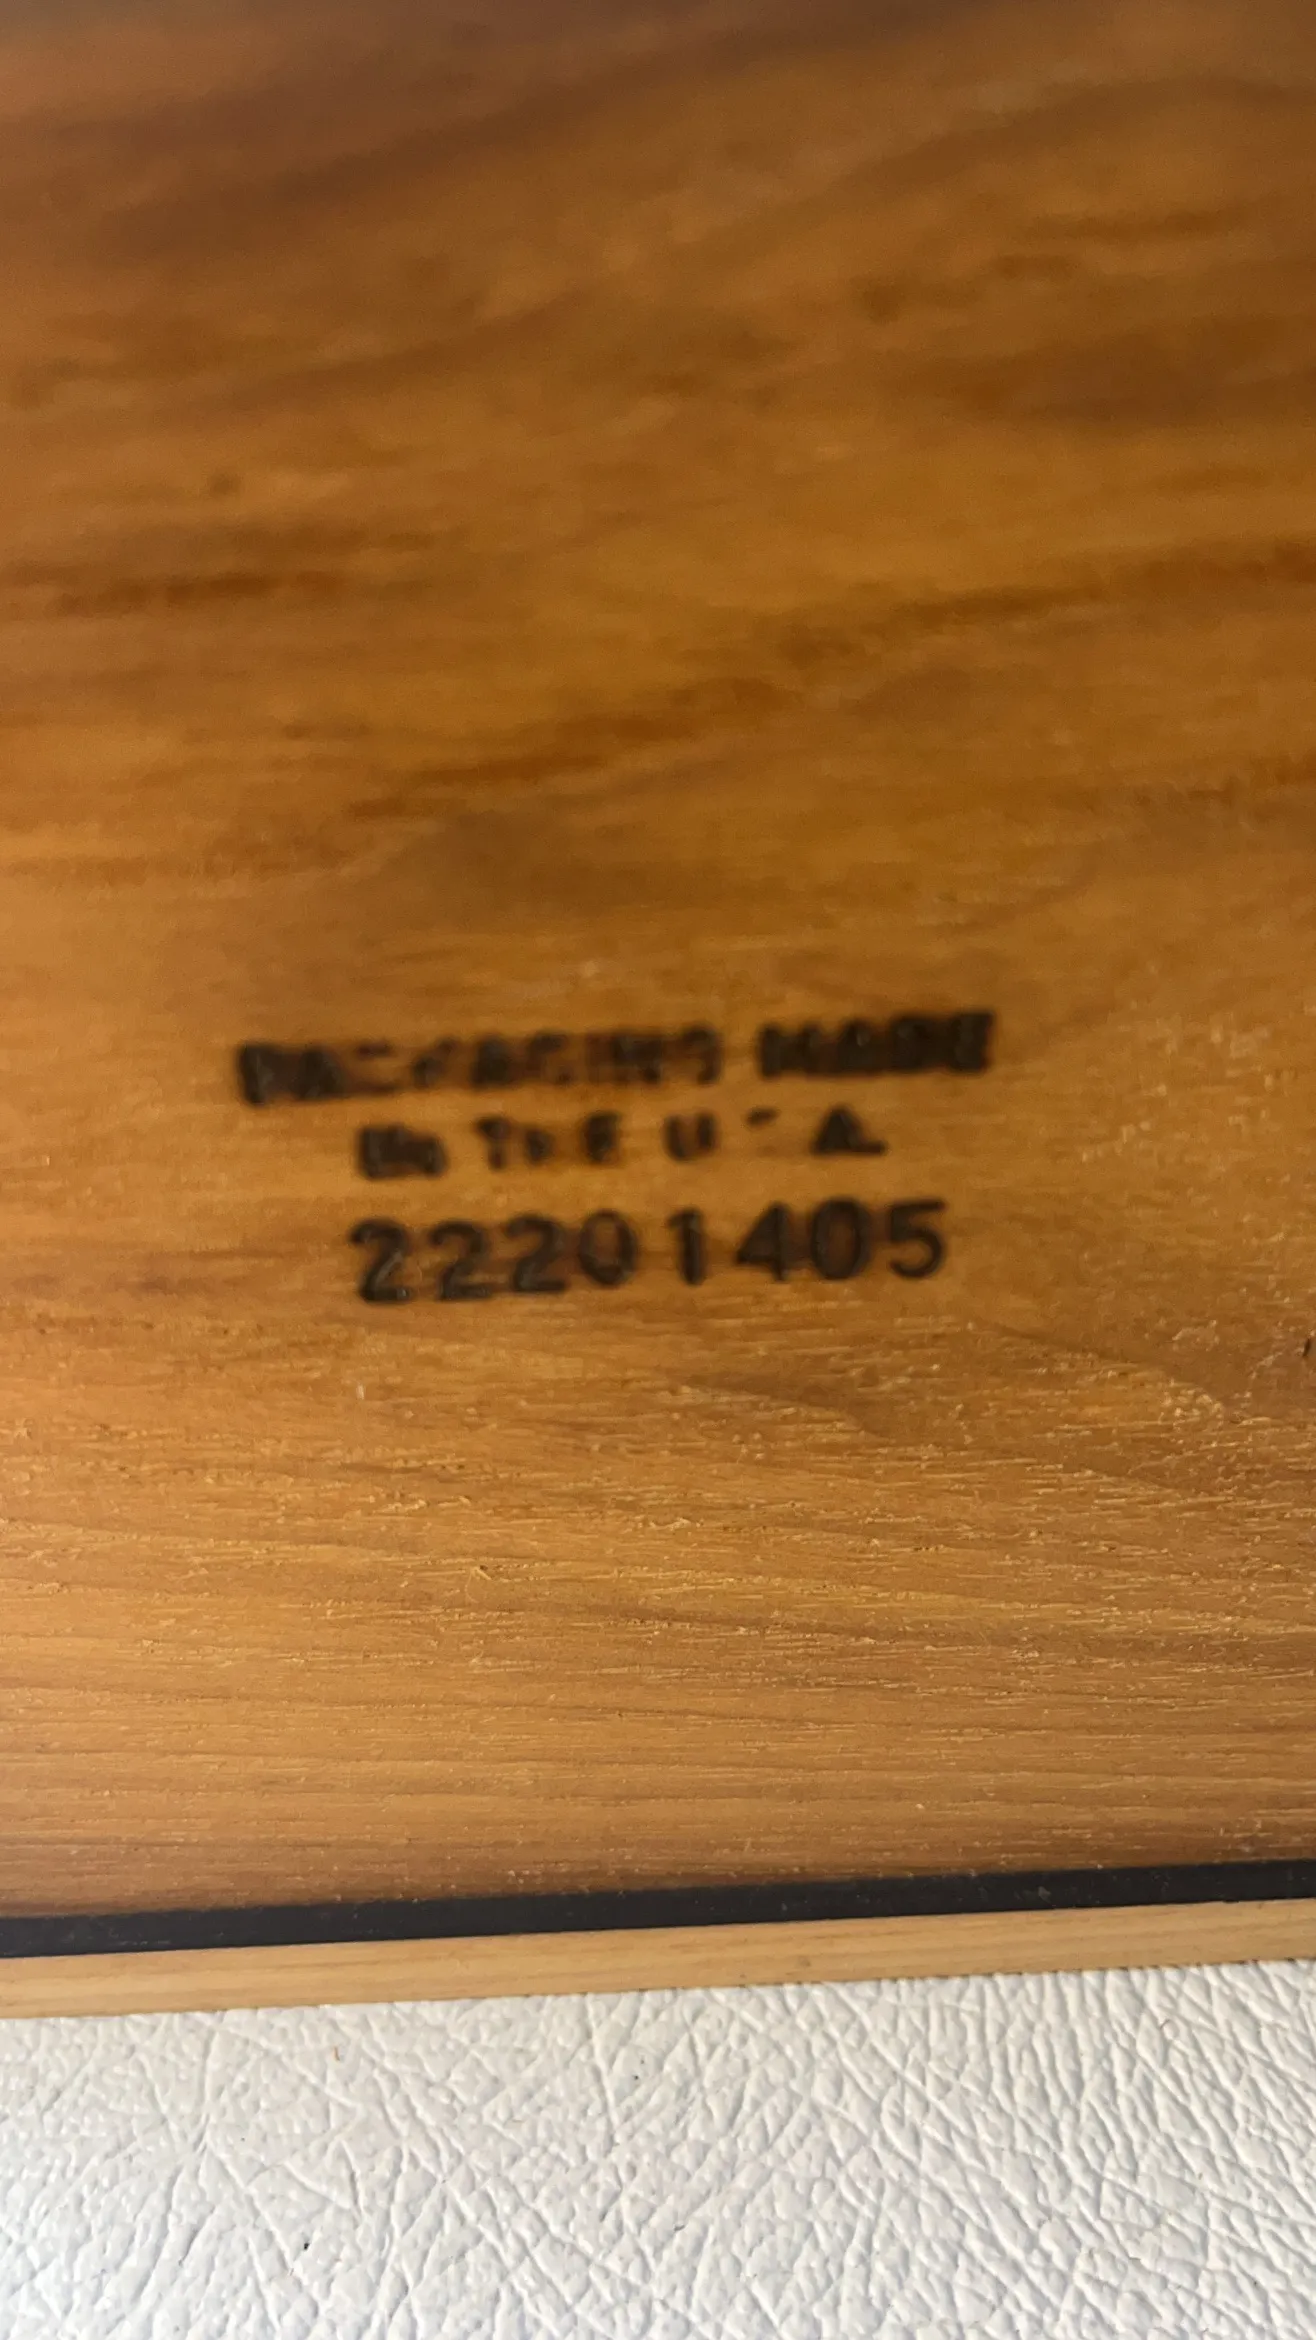 PACKAGING MADE
IN THE U S A
22201405